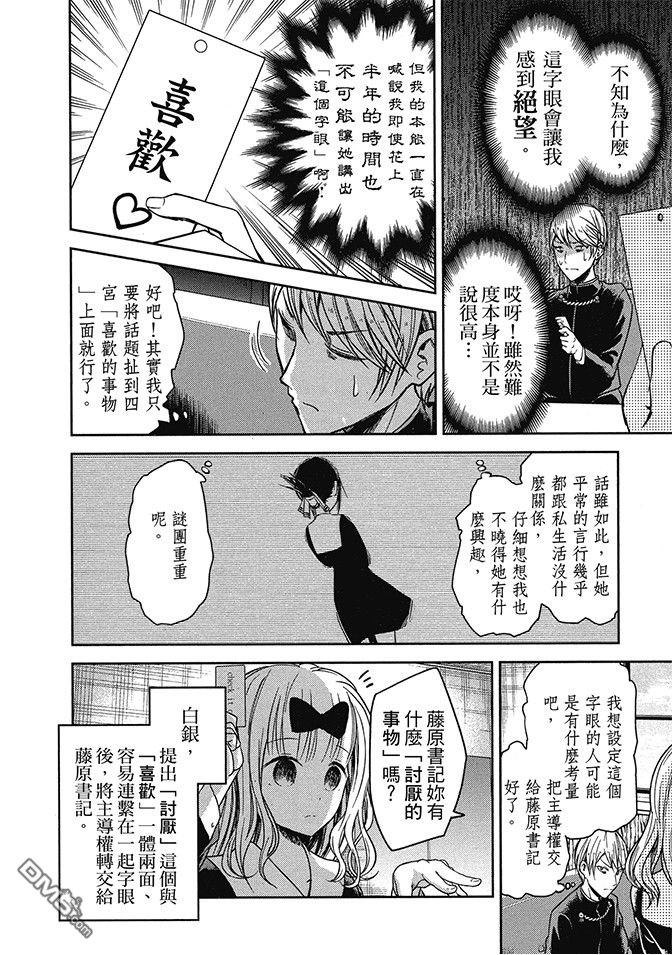 不知為什麼，
這字眼會讓我
感到絕望。
哎呀！雖然難
度本身並不是
說很高…
但我的本能一直在
喊說我即使花上
半年的時間也
不可能讓她講出
「這個字眼」啊…
喜歡
好吧！其實我只
要將話題扯到四
宮「喜歡的事物
」上面就行了。
話雖如此，但她
平常的言行幾乎
都跟私生活沒什
麼關係，
仔細想想我也
不曉得她有什
麼興趣，
謎團重重
呢。
我想設定這個
字眼的人可能
是有什麼考量
吧，
把主導權交
給藤原書記
好了。
藤原書記妳有
什麼「討厭的
事物」嗎？
check it
白銀，
提出「討厭」這個與
「喜歡」一體兩面、
容易連繫在一起字眼
後，將主導權轉交給
藤原書記。